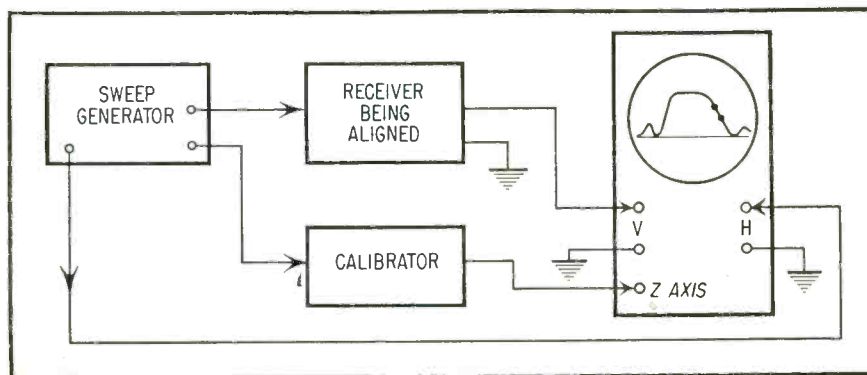 SWEEP
GENERATOR
RECEIVER
BEING
ALIGNED
CALIBRATOR
V
H
Z AXIS